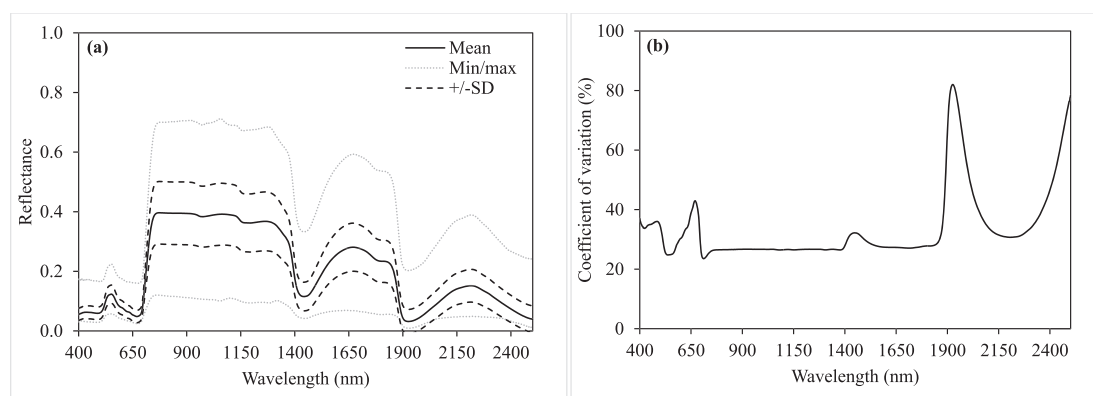 (a)
Mean
Min/max
+/-SD
1.0
0.8
0.6
0.4
0.2
0.0
Reflectance
400 650 900 1150 1400 1650 1900 2150 2400
Wavelength (nm)
(b)
100
80
60
40
20
0
Coefficient of variation (%)
400 650 900 1150 1400 1650 1900 2150 2400
Wavelength (nm)